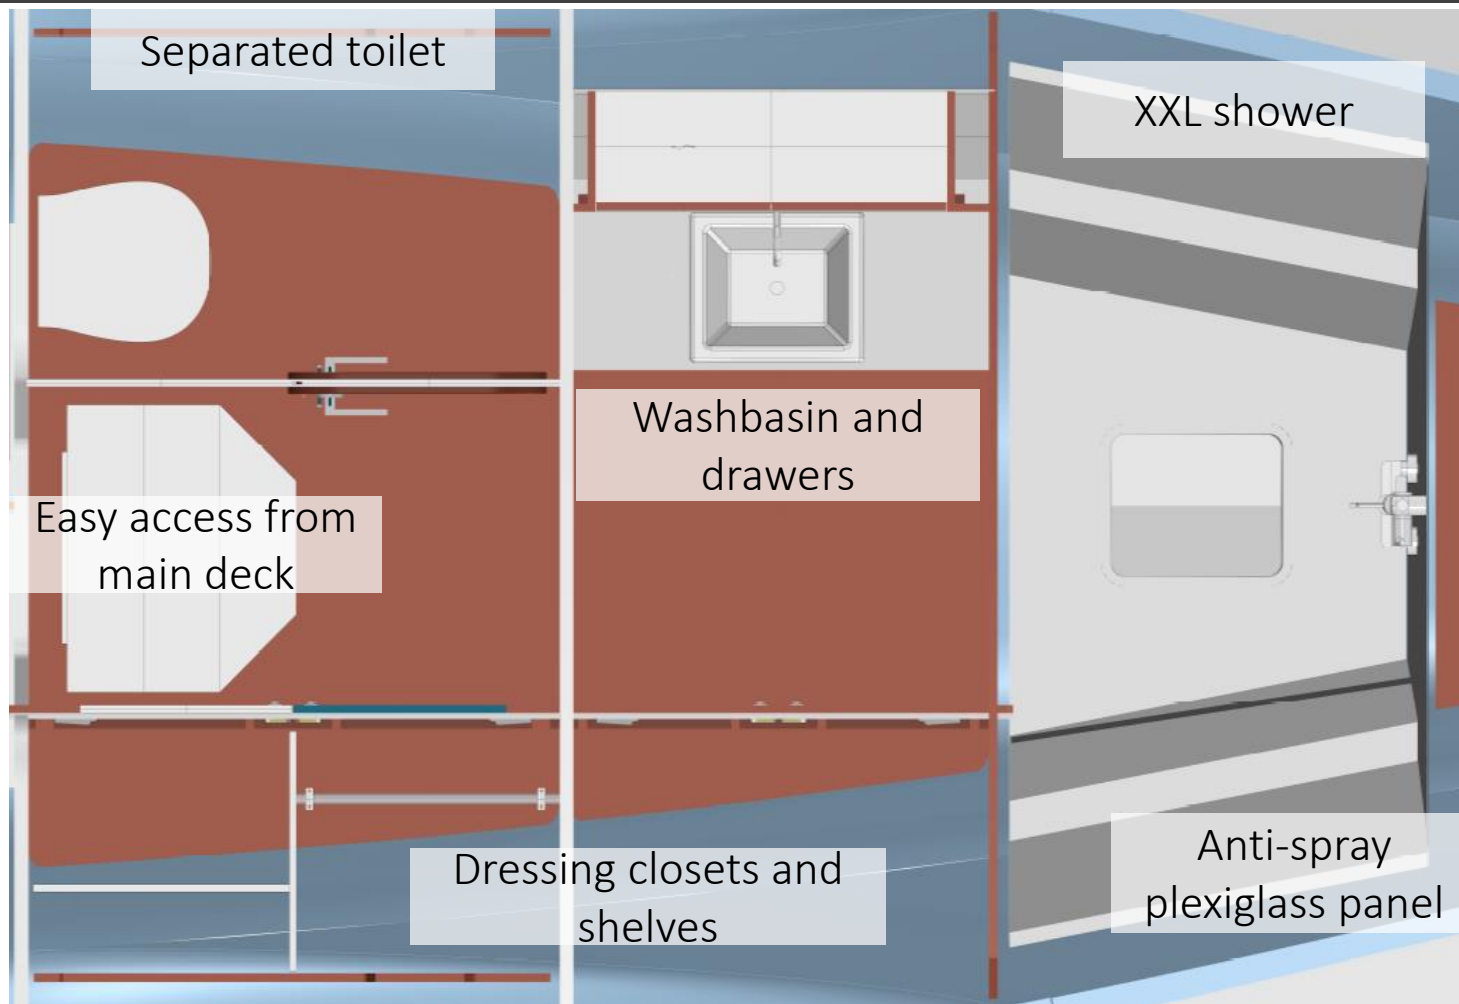 Separated toilet
XXL shower
Washbasin and
drawers
Easy access from
main deck
Dressing closets and
shelves
Anti-spray
plexiglass panel